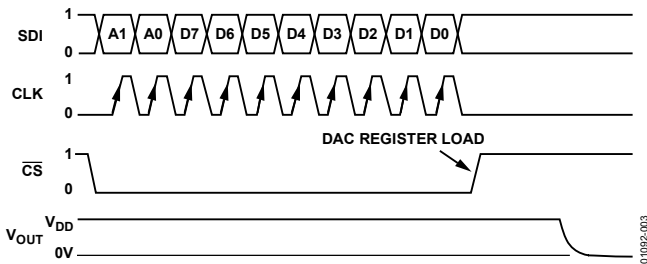 SDI 1 0 A1 A0 D7 D6 D5 D4 D3 D2 D1 D0
CLK 1 0
DAC REGISTER LOAD
CS 1 0
VOUT VDD 0V
01092-003